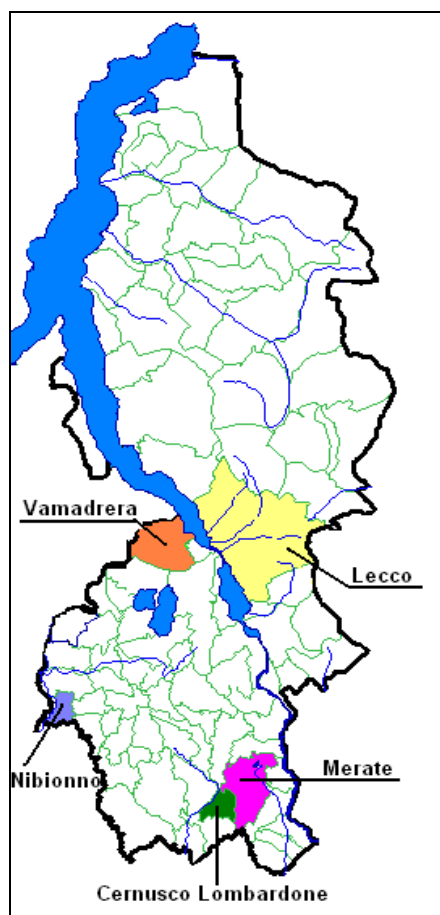 Vamadrera
Lecco
Nibionno
Merate
Cernusco Lombardone